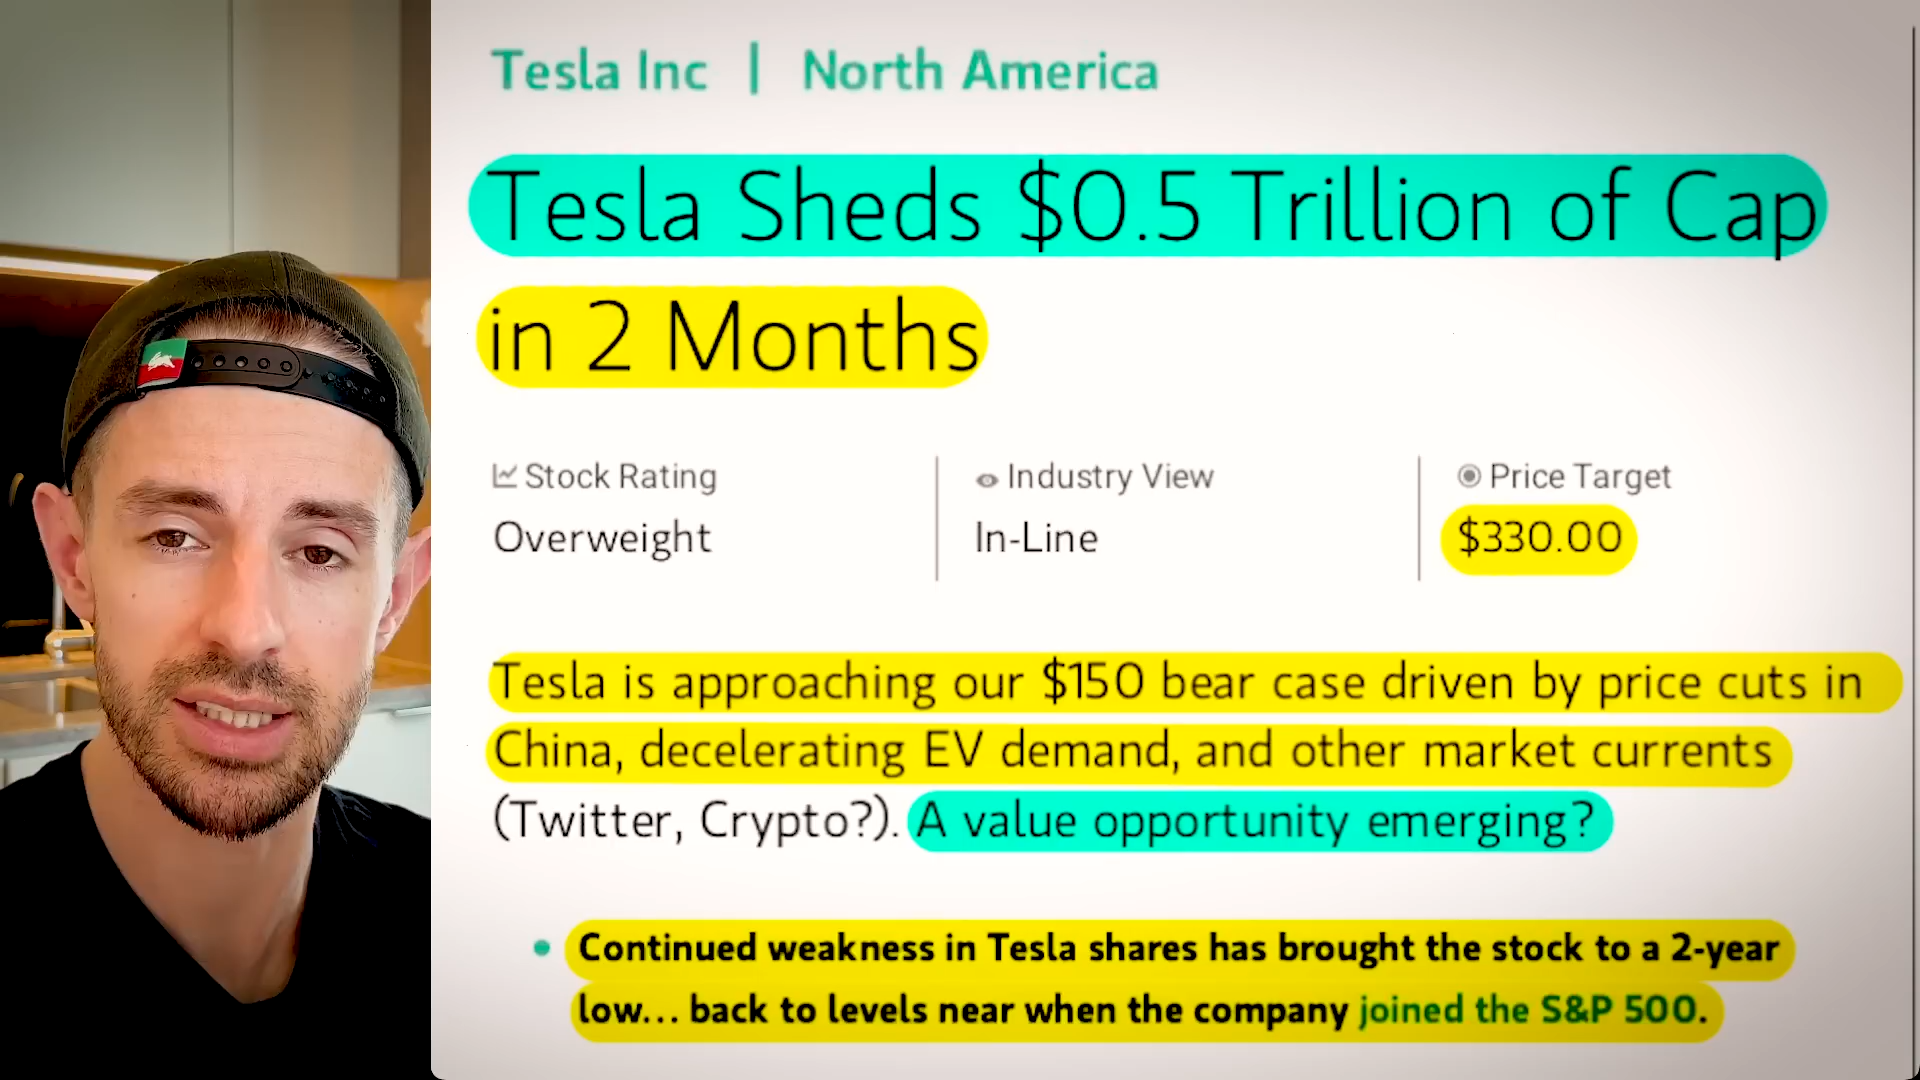 Tesla Inc | North America
Tesla Sheds $0.5 Trillion of Cap
in 2 Months
Stock Rating
Overweight
Industry View
In-Line
Price Target
$330.00
Tesla is approaching our $150 bear case driven by price cuts in
China, decelerating EV demand, and other market currents
(Twitter, Crypto?). A value opportunity emerging?
• Continued weakness in Tesla shares has brought the stock to a 2-year
low... back to levels near when the company joined the S&P 500.